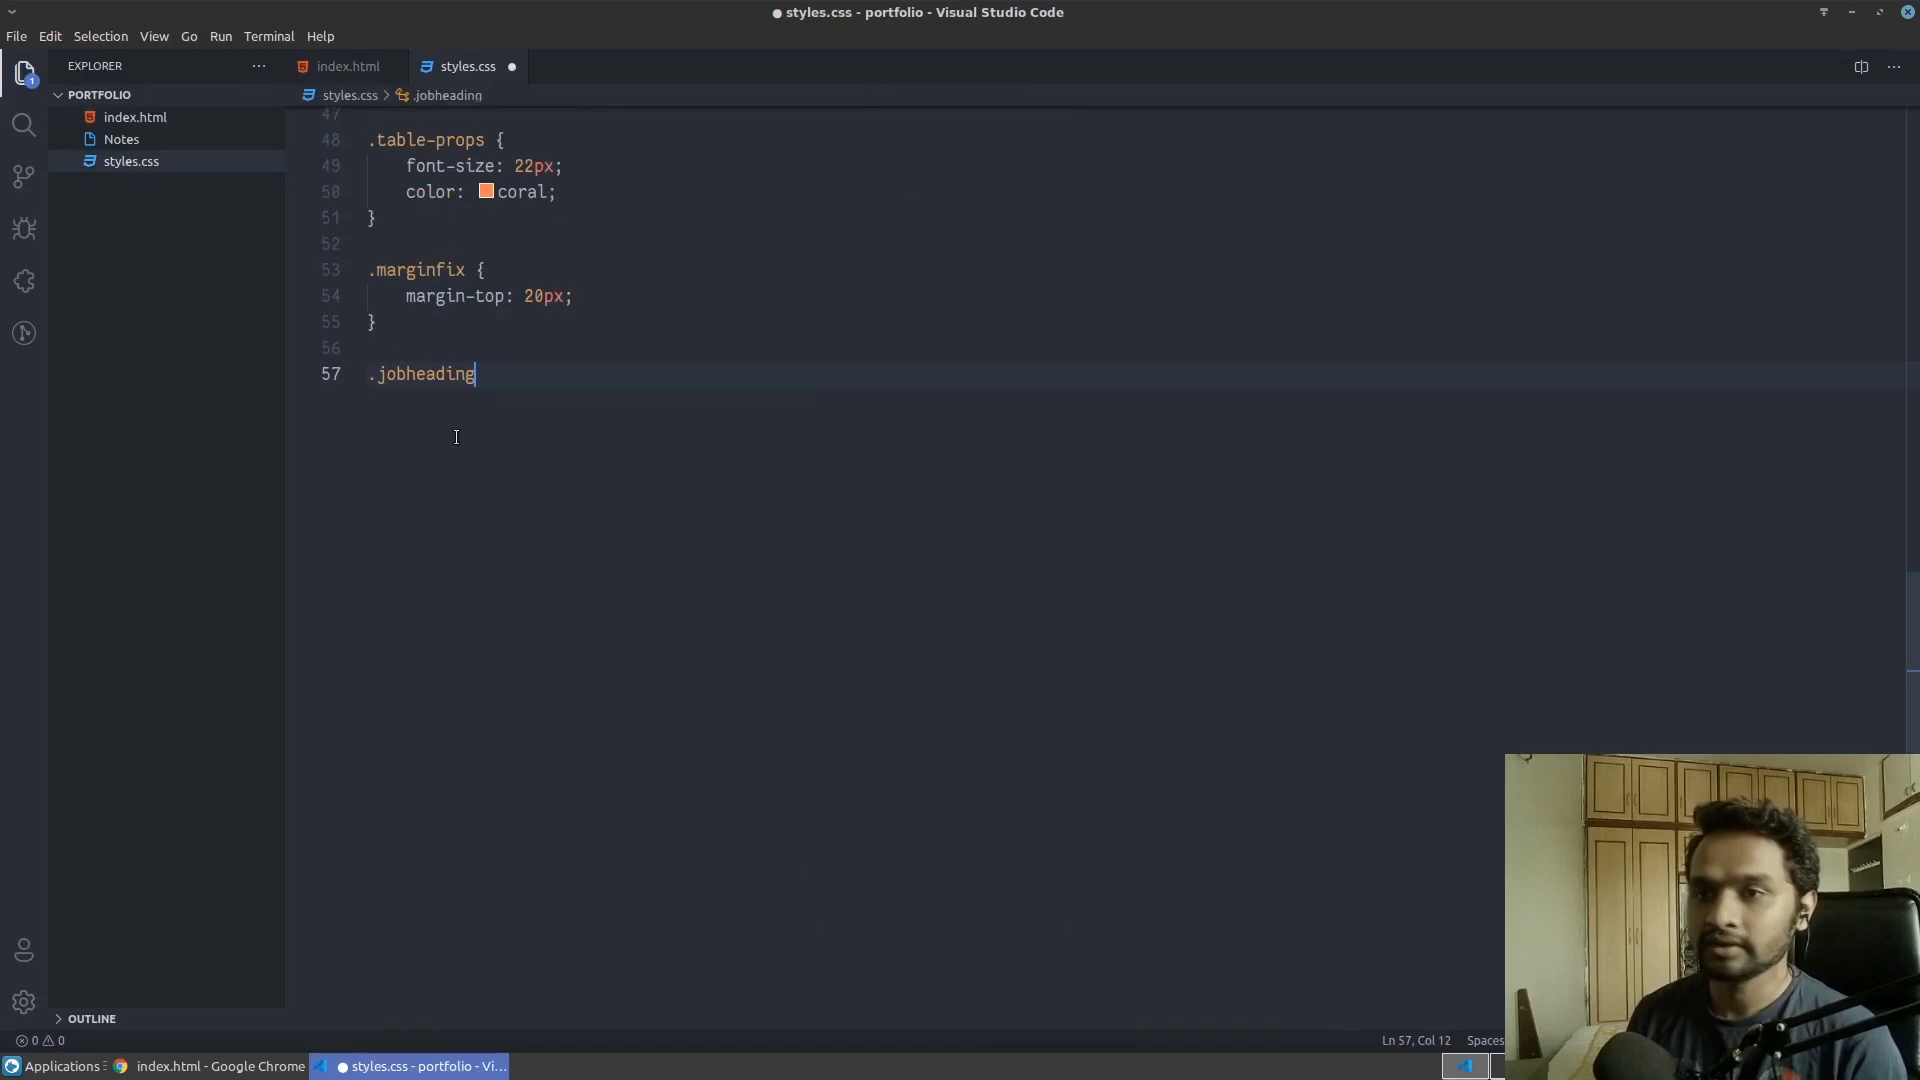 styles.css - portfolio - Visual Studio Code
File Edit Selection View Go Run Terminal Help
EXPLORER
index.html
styles.css
PORTFOLIO
styles.css > .jobheading
index.html
Notes
styles.css
47
48 .table-props {
49 font-size: 22px;
50 color: coral;
51 }
52
53 .marginfix {
54 margin-top: 20px;
55 }
56
57 .jobheading
1
OUTLINE
0 0
Ln 57, Col 12 Spaces
Applications
index.html - Google Chrome
styles.css - portfolio - Vi...